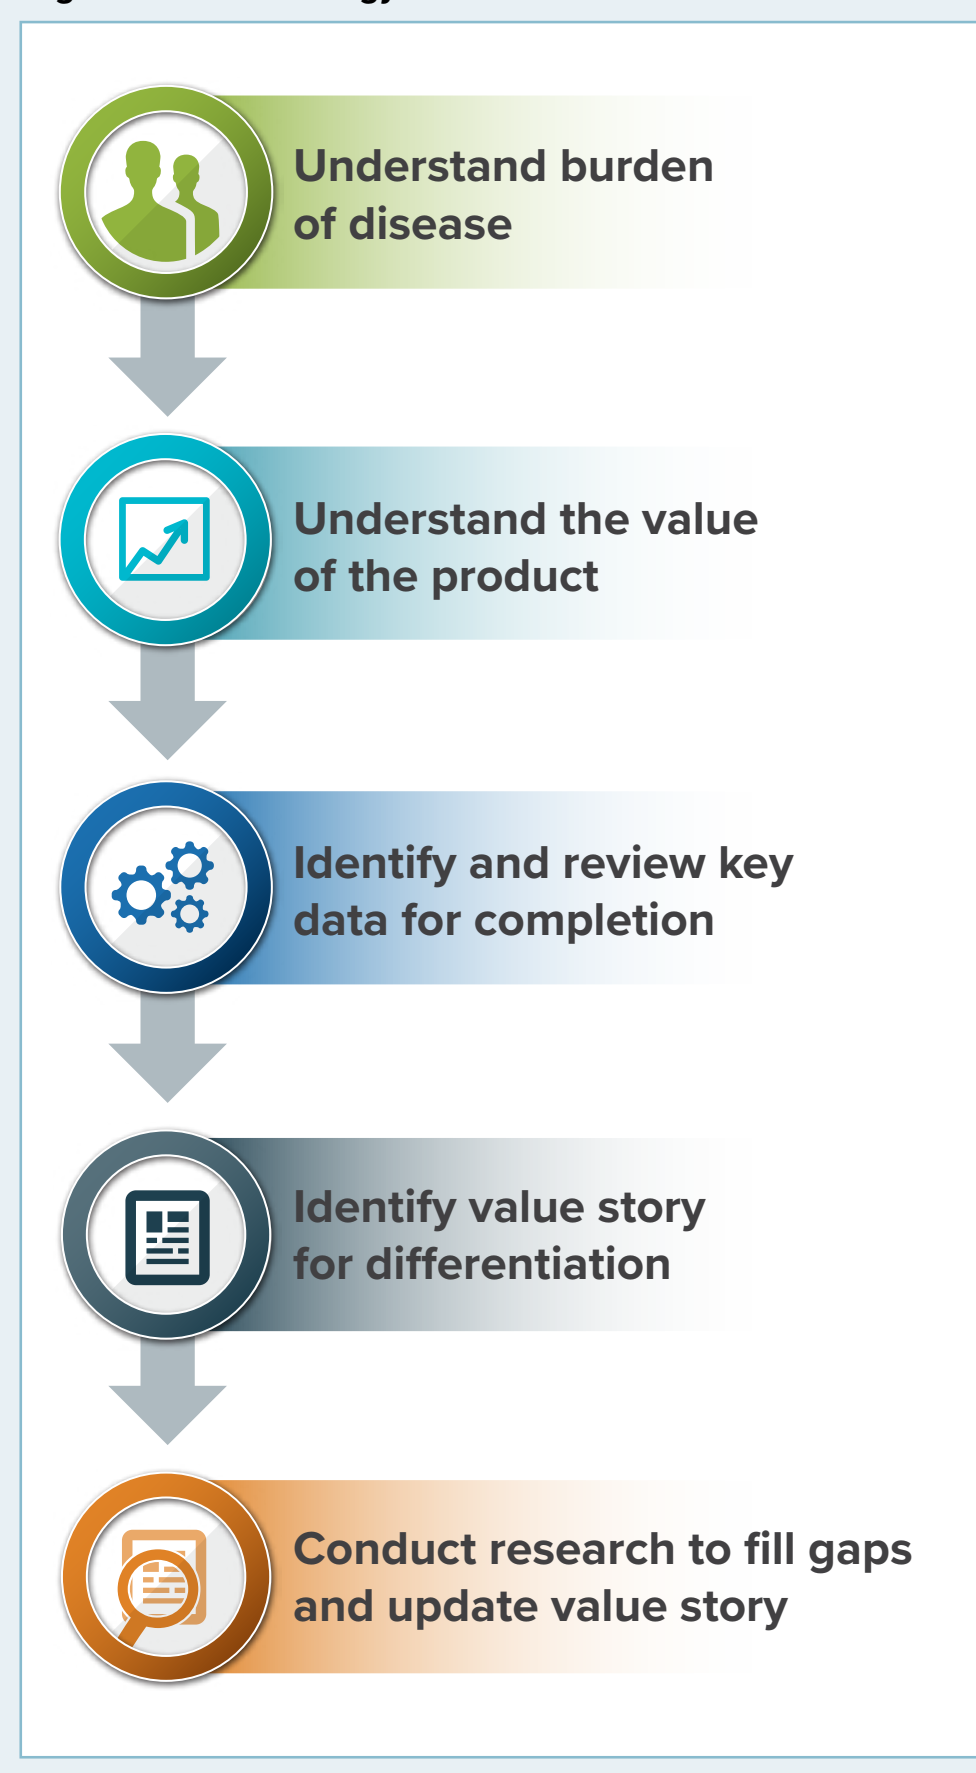 Understand burden
of disease
Understand the value
of the product
Identify and review key
data for completion
Identify value story
for differentiation
Conduct research to fill gaps
and update value story